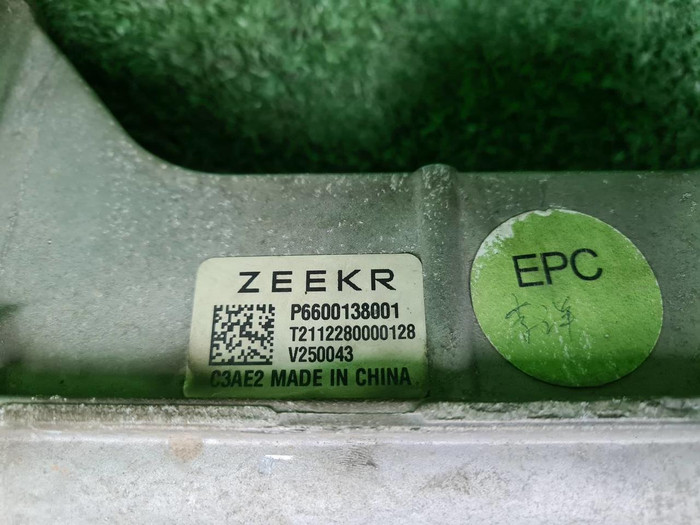 ZEEKR
P6600138001
T2112280000128
V250043
C3AE2 MADE IN CHINA
EPC